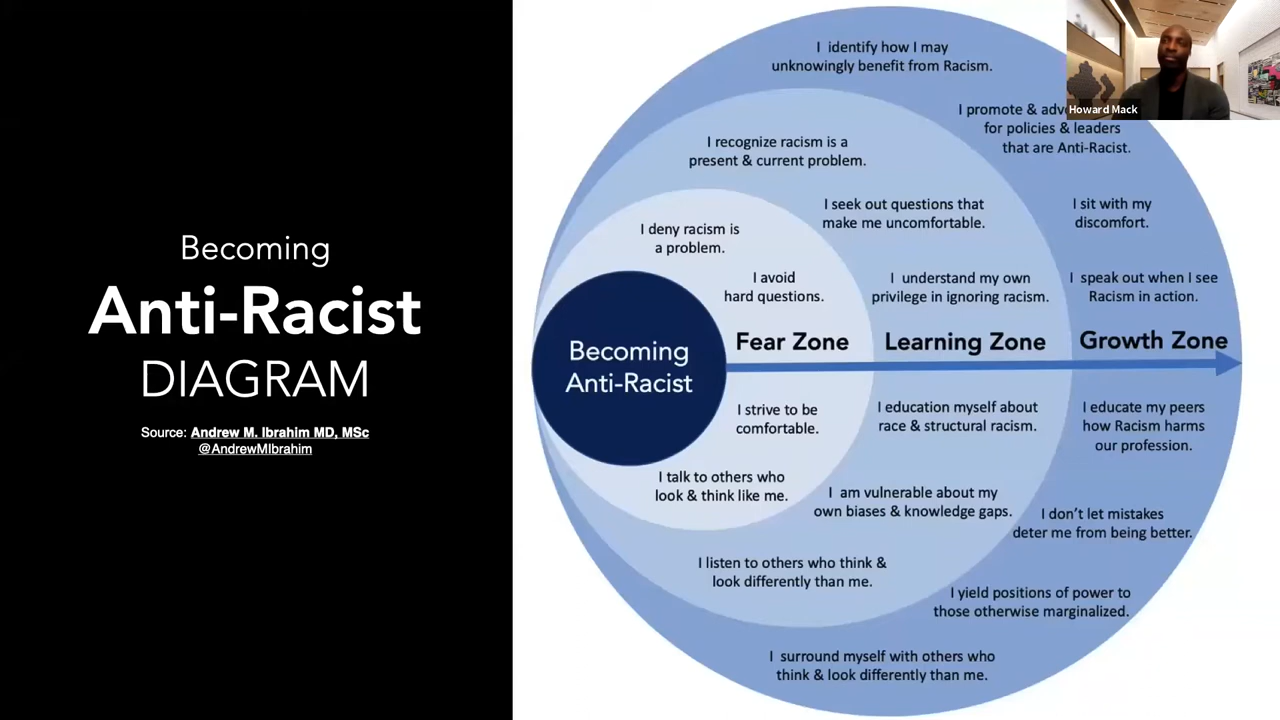 Becoming
Anti-Racist
DIAGRAM
Source: Andrew M. Ibrahim MD, MSc
@AndrewMIbrahim
I identify how I may
unknowingly benefit from Racism.
Howard Mack
I promote &
for policies & leaders
that are Anti-Racist.
I recognize racism is a
present & current problem.
I seek out questions that
make me uncomfortable.
I sit with my
discomfort.
I deny racism is
a problem.
I avoid
hard questions.
I understand my own
privilege in ignoring racism.
I speak out when I see
Racism in action.
Becoming
Anti-Racist
Fear Zone
Learning Zone
Growth Zone
I strive to be
comfortable.
I education myself about
race & structural racism.
I educate my peers
how Racism harms
our profession.
I talk to others who
look & think like me.
I am vulnerable about my
own biases & knowledge gaps.
I don't let mistakes
deter me from being better.
I listen to others who think &
look differently than me.
I yield positions of power to
those otherwise marginalized.
I surround myself with others who
think & look differently than me.